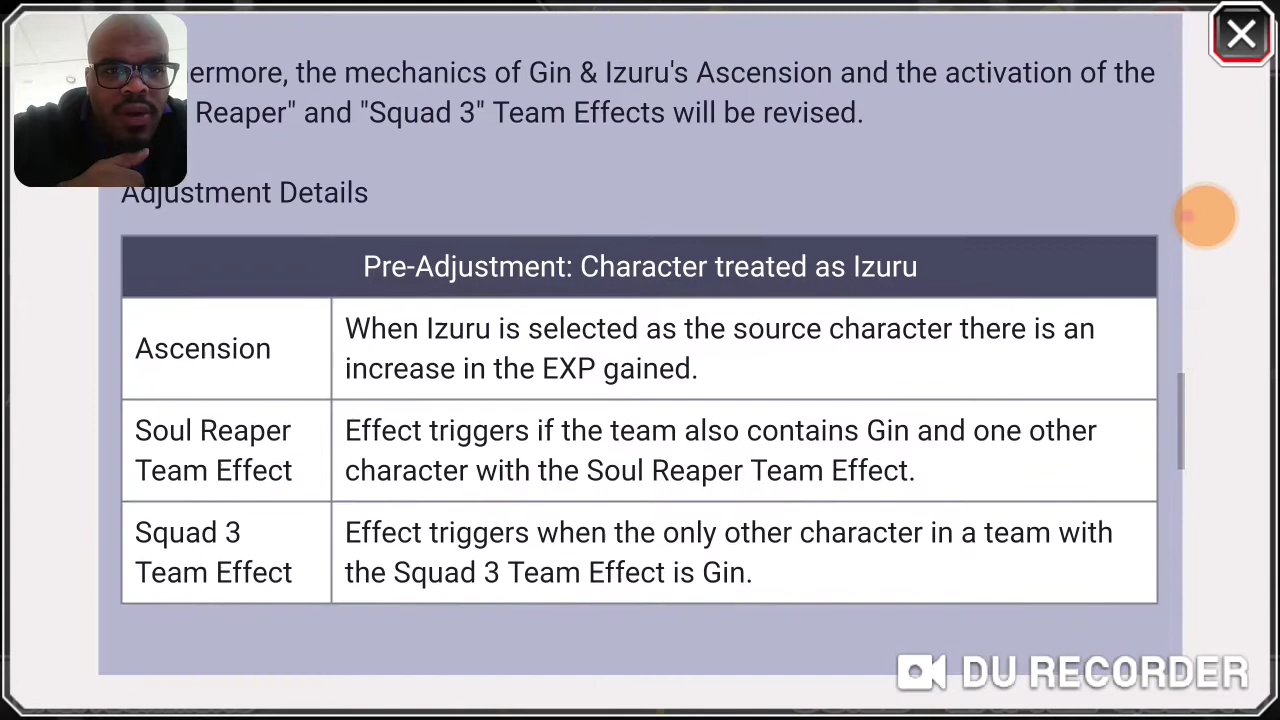 ermore, the mechanics of Gin & Izuru's Ascension and the activation of the
Reaper" and "Squad 3" Team Effects will be revised.
Adjustment Details
Pre-Adjustment: Character treated as Izuru
Ascension
When Izuru is selected as the source character there is an
increase in the EXP gained.
Soul Reaper
Team Effect
Effect triggers if the team also contains Gin and one other
character with the Soul Reaper Team Effect.
Squad 3
Team Effect
Effect triggers when the only other character in a team with
the Squad 3 Team Effect is Gin.
DU RECORDER